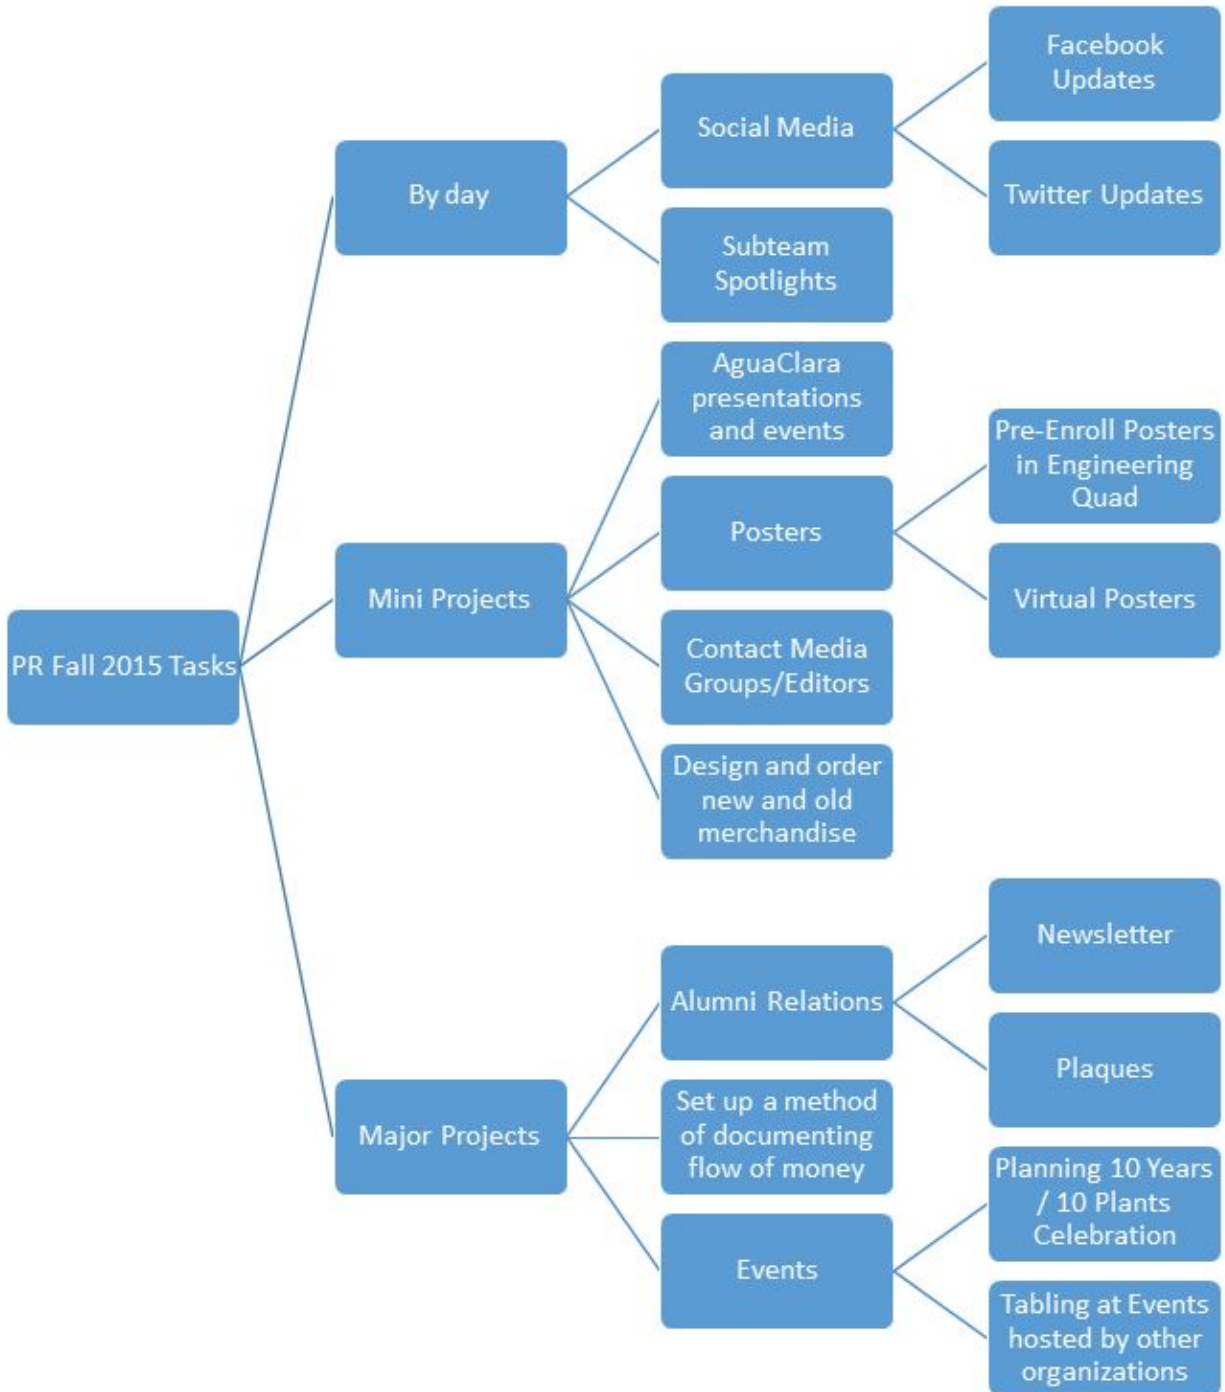 PR Fall 2015 Tasks
By day
Social Media
Facebook
Updates
Twitter Updates
Subteam
Spotlights
Mini Projects
AguaClara
presentations
and events
Posters
Pre-Enroll Posters
in Engineering
Quad
Virtual Posters
Contact Media
Groups/Editors
Design and order
new and old
merchandise
Major Projects
Alumni Relations
Newsletter
Plaques
Set up a method
of documenting
flow of money
Events
Planning 10 Years
/ 10 Plants
Celebration
Tabling at Events
hosted by other
organizations